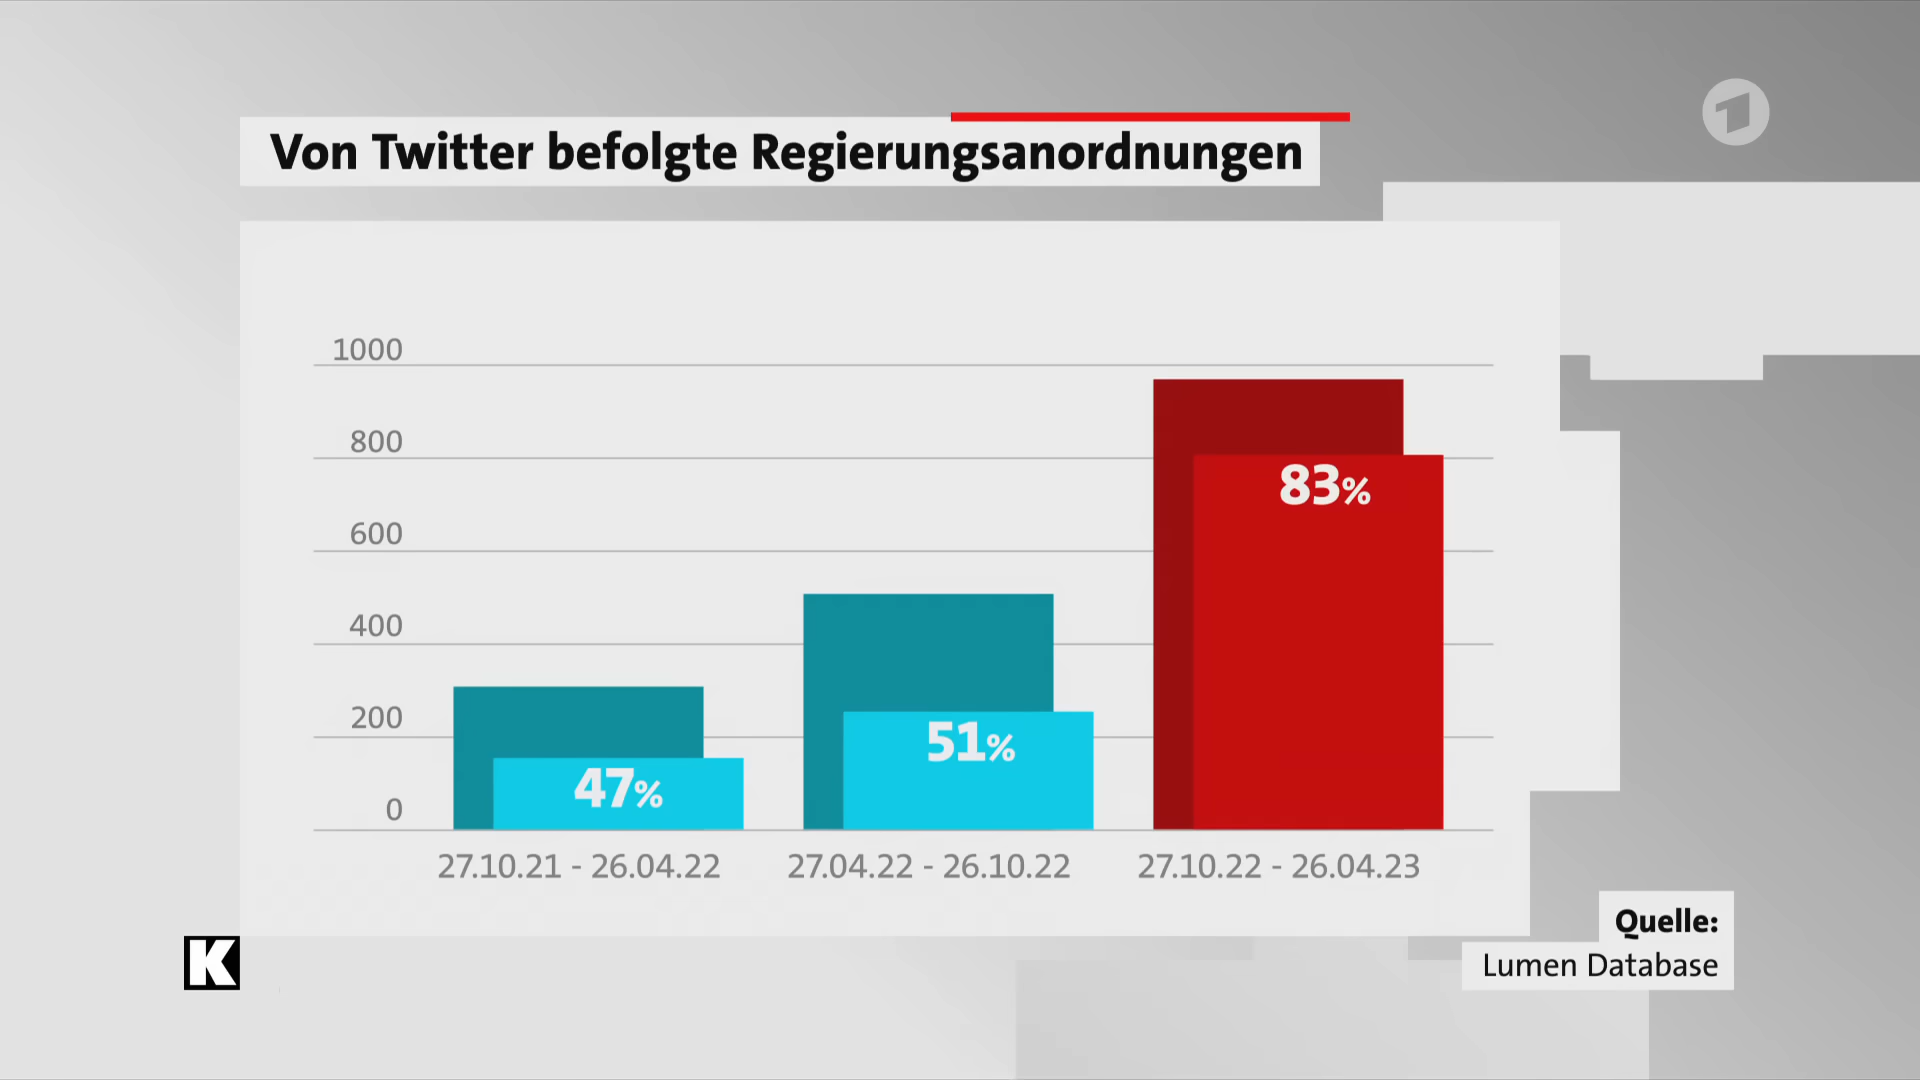 Von Twitter befolgte Regierungsanordnungen
1000
800
600
400
200
0
83%
51%
47%
27.10.21 - 26.04.22
27.04.22 - 26.10.22
27.10.22 - 26.04.23
Quelle:
Lumen Database
K
1